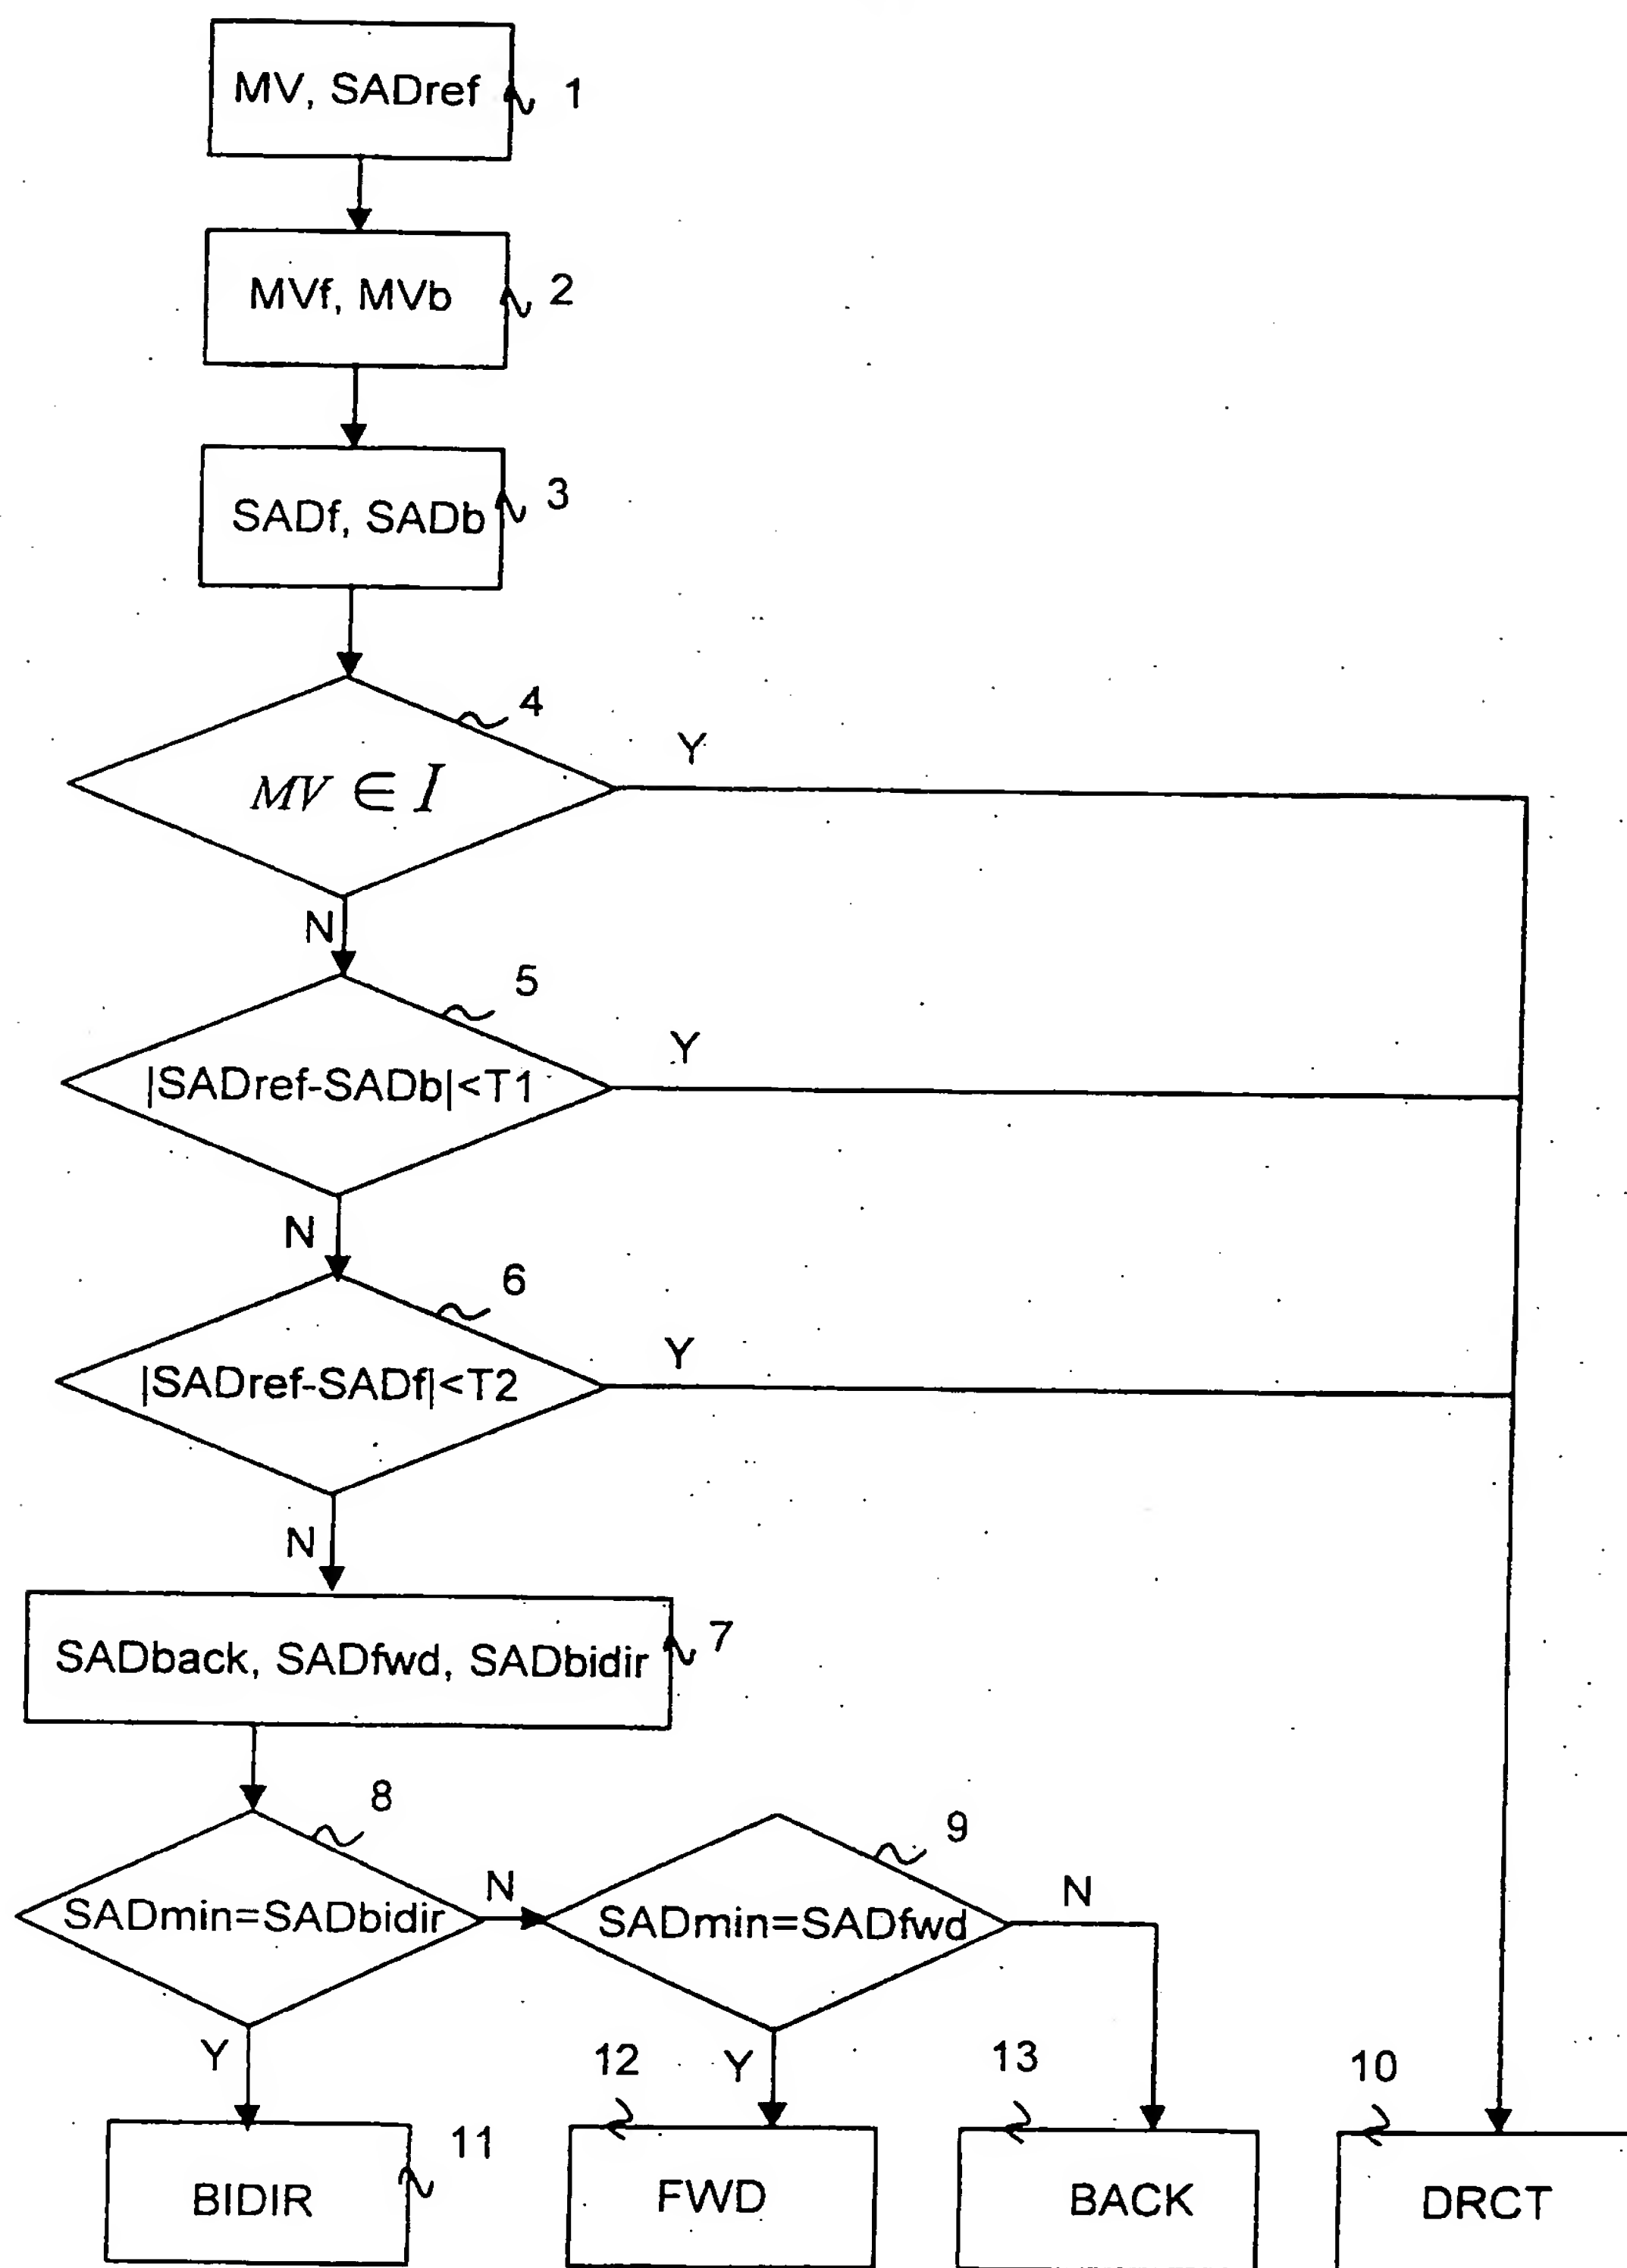 MV, SADref
1
MVf, MVb
2
SADf, SADb
3
4
MV ∈ I
Y
N
5
|SADref-SADb|<T1
Y
N
6
|SADref-SADf|<T2
Y
N
SADback, SADfwd, SADbidir
7
8
SADmin=SADbidir
N
9
SADmin=SADfwd
N
Y
12
Y
13
10
BIDIR
11
FWD
BACK
DRCT